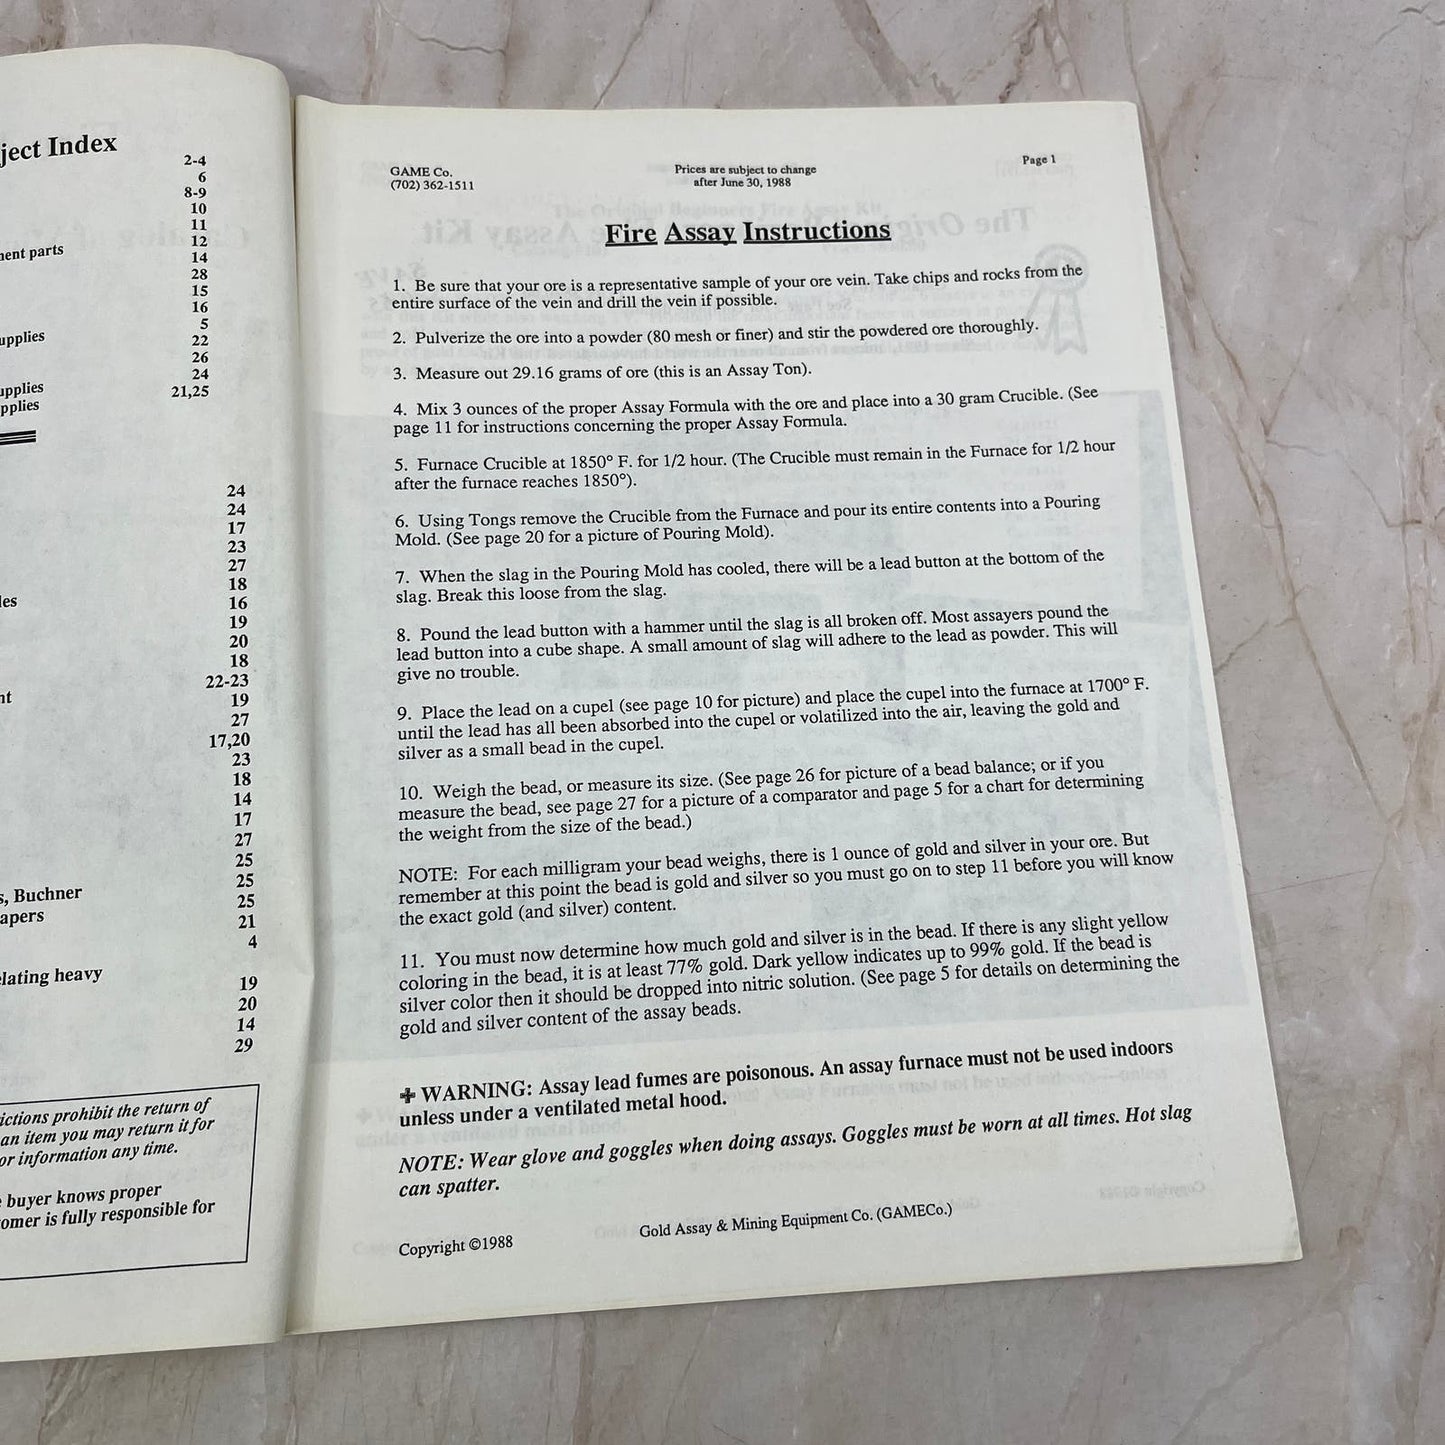 ject Index
2-4
6
8-9
10
11
12
nent parts
14
28
15
16
5
upplies
22
26
24
upplies
21,25
pplies
24
24
17
23
27
18
les
16
19
20
18
22-23
nt
19
27
17,20
23
18
14
17
27
25
s, Buchner
25
apers
25
21
4
lating heavy
19
20
14
29
ictions prohibit the return of
an item you may return it for
or information any time.
buyer knows proper
omer is fully responsible for
GAME Co.
(702) 362-1511
Prices are subject to change
after June 30, 1988
Page 1
Fire Assay Instructions
1. Be sure that your ore is a representative sample of your ore vein. Take chips and rocks from the
entire surface of the vein and drill the vein if possible.
2. Pulverize the ore into a powder (80 mesh or finer) and stir the powdered ore thoroughly.
3. Measure out 29.16 grams of ore (this is an Assay Ton).
4. Mix 3 ounces of the proper Assay Formula with the ore and place into a 30 gram Crucible. (See
page 11 for instructions concerning the proper Assay Formula.
5. Furnace Crucible at 1850° F. for 1/2 hour. (The Crucible must remain in the Furnace for 1/2 hour
after the furnace reaches 1850°).
6. Using Tongs remove the Crucible from the Furnace and pour its entire contents into a Pouring
Mold. (See page 20 for a picture of Pouring Mold).
7. When the slag in the Pouring Mold has cooled, there will be a lead button at the bottom of the
slag. Break this loose from the slag.
8. Pound the lead button with a hammer until the slag is all broken off. Most assayers pound the
lead button into a cube shape. A small amount of slag will adhere to the lead as powder. This will
give no trouble.
9. Place the lead on a cupel (see page 10 for picture) and place the cupel into the furnace at 1700° F.
until the lead has all been absorbed into the cupel or volatilized into the air, leaving the gold and
silver as a small bead in the cupel.
10. Weigh the bead, or measure its size. (See page 26 for picture of a bead balance; or if you
measure the bead, see page 27 for a picture of a comparator and page 5 for a chart for determining
the weight from the size of the bead.)
NOTE: For each milligram your bead weighs, there is 1 ounce of gold and silver in your ore. But
remember at this point the bead is gold and silver so you must go on to step 11 before you will know
the exact gold (and silver) content.
11. You must now determine how much gold and silver is in the bead. If there is any slight yellow
coloring in the bead, it is at least 77% gold. Dark yellow indicates up to 99% gold. If the bead is
silver color then it should be dropped into nitric solution. (See page 5 for details on determining the
gold and silver content of the assay beads.
✚ WARNING: Assay lead fumes are poisonous. An assay furnace must not be used indoors
unless under a ventilated metal hood.
NOTE: Wear glove and goggles when doing assays. Goggles must be worn at all times. Hot slag
can spatter.
Gold Assay & Mining Equipment Co. (GAMECo.)
Copyright ©1988